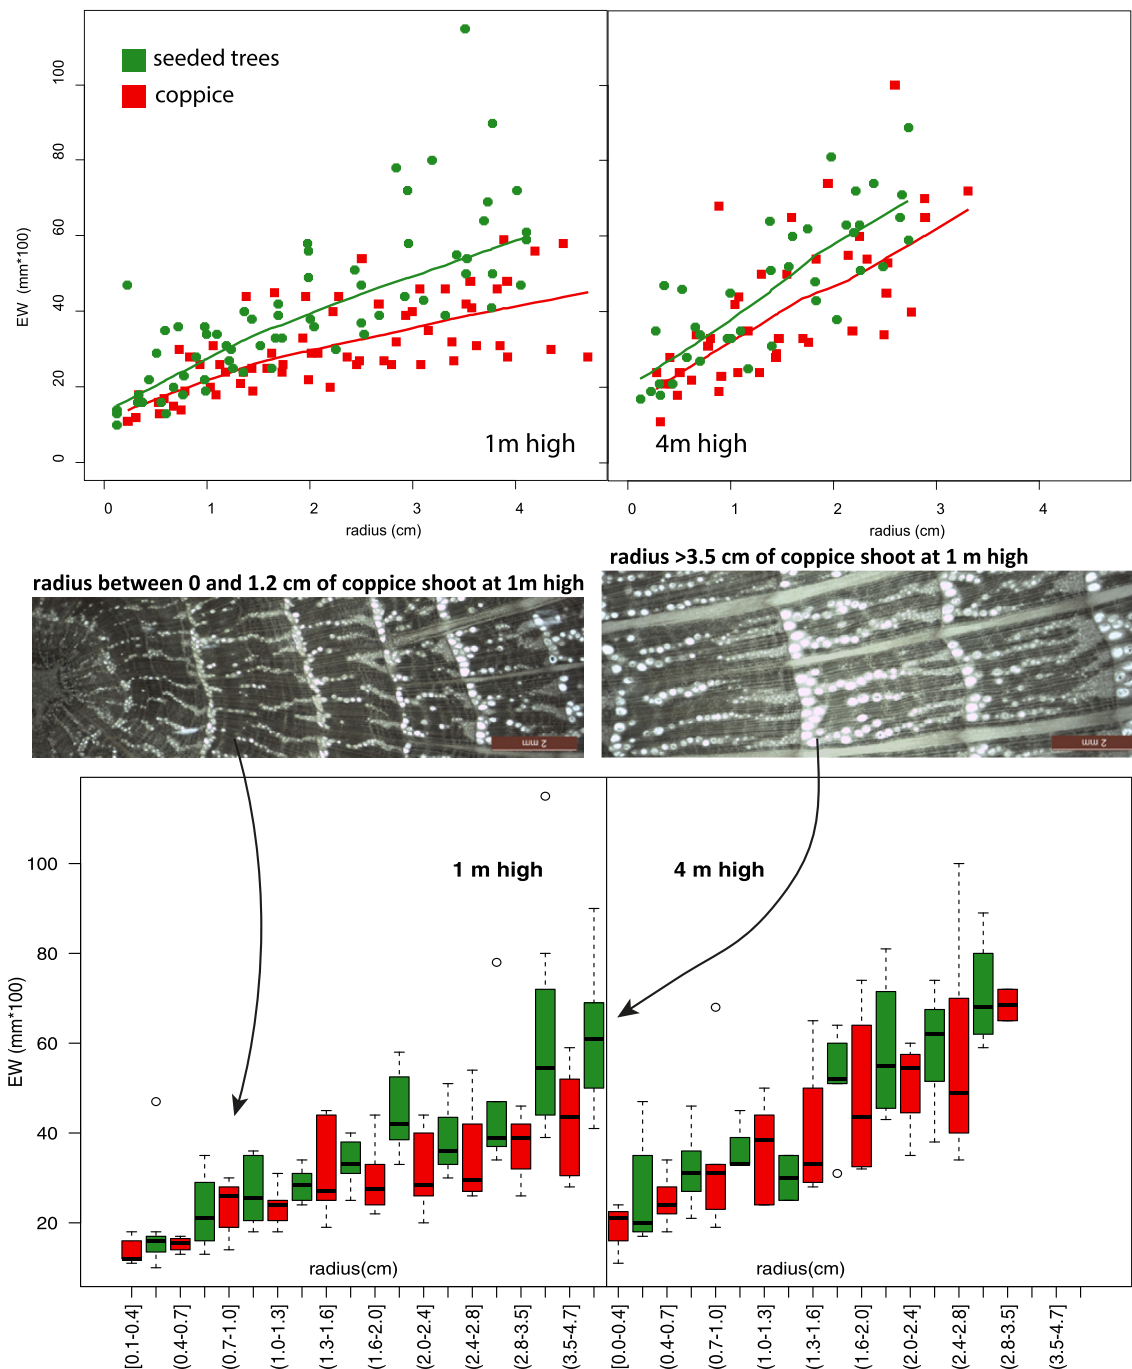 seeded trees
coppice
EW (mm*100)
0
20
40
60
80
100
1m high
4m high
0
1
2
3
4
0
1
2
3
4
radius (cm)
radius (cm)
radius between 0 and 1.2 cm of coppice shoot at 1m high
radius >3.5 cm of coppice shoot at 1 m high
2 mm
2 mm
1 m high
4 m high
EW (mm*100)
100
80
60
40
20
radius(cm)
radius(cm)
[0.1-0.4]
(0.4-0.7]
(0.7-1.0]
(1.0-1.3]
(1.3-1.6]
(1.6-2.0]
(2.0-2.4]
(2.4-2.8]
(2.8-3.5]
(3.5-4.7]
[0.0-0.4]
(0.4-0.7]
(0.7-1.0]
(1.0-1.3]
(1.3-1.6]
(1.6-2.0]
(2.0-2.4]
(2.4-2.8]
(2.8-3.5]
(3.5-4.7]